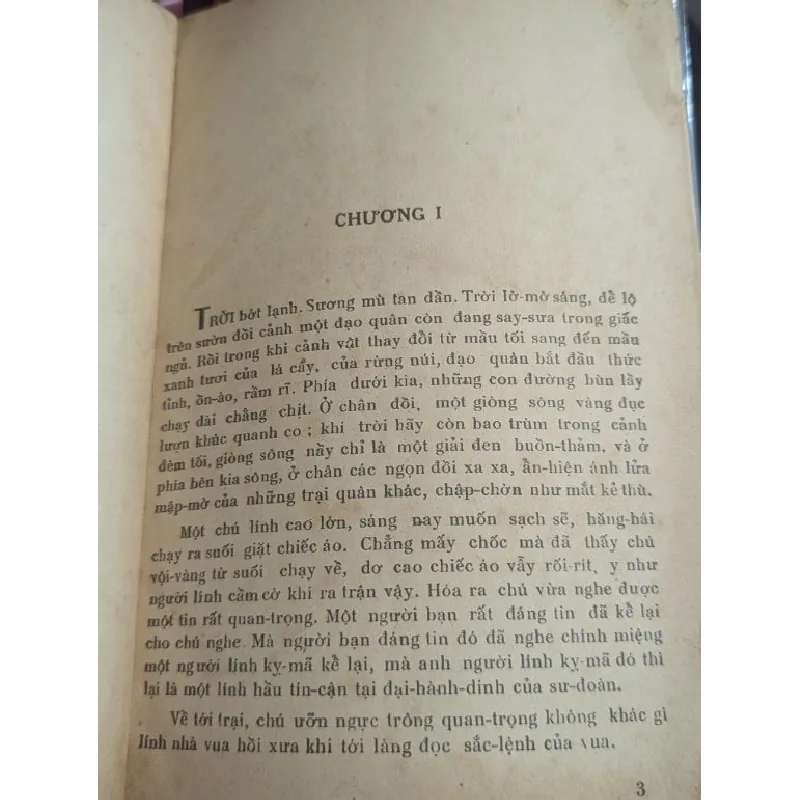 CHƯƠNG I
TRỜI bớt lạnh. Sương mù tan dần. Trời lờ-mờ sáng, để lộ
trên sườn đồi cảnh một đạo quân còn đang say-sưa trong giấc
ngủ. Rồi trong khi cảnh vật thay đổi từ mầu tối sang đến mầu
xanh tươi của lá cây, của rừng núi, đạo quân bắt đầu thức
tỉnh, ồn-ào, rầm rĩ. Phía dưới kia, những con đường bùn lầy
chạy dài chằng chịt. Ở chân đồi, một giòng sông vàng đục
lượn khúc quanh co ; khi trời hãy còn bao trùm trong cảnh
đêm tối, giòng sông nầy chỉ là một giải đen buồn-thảm, và ở
phía bên kia sông, ở chân các ngọn đồi xa xa, ẩn-hiện ánh lửa
mập-mờ của những trại quân khác, chập-chờn như mắt kẻ thù.
Một chú lính cao lớn, sáng nay muốn sạch sẽ, hăng-hái
chạy ra suối giặt chiếc áo. Chẳng mấy chốc mà đã thấy chú
vội-vàng từ suối chạy về, dơ cao chiếc áo vẫy rối-rít, y như
người lính cầm cờ khi ra trận vậy. Hóa ra chú vừa nghe được
một tin rất quan-trọng. Một người bạn rất đáng tin đã kể lại
cho chú nghe. Mà người bạn đáng tin đó đã nghe chính miệng
một người lính kỵ-mã kể lại, mà anh người lính kỵ-mã đó thì
lại là một lính hầu tín-cận tại đại-hành-dinh của sư-đoàn.
Về tới trại, chú ưỡn ngực trông quan-trọng không khác gì
lính nhà vua hồi xưa khi tới làng đọc sắc-lệnh của vua.
3